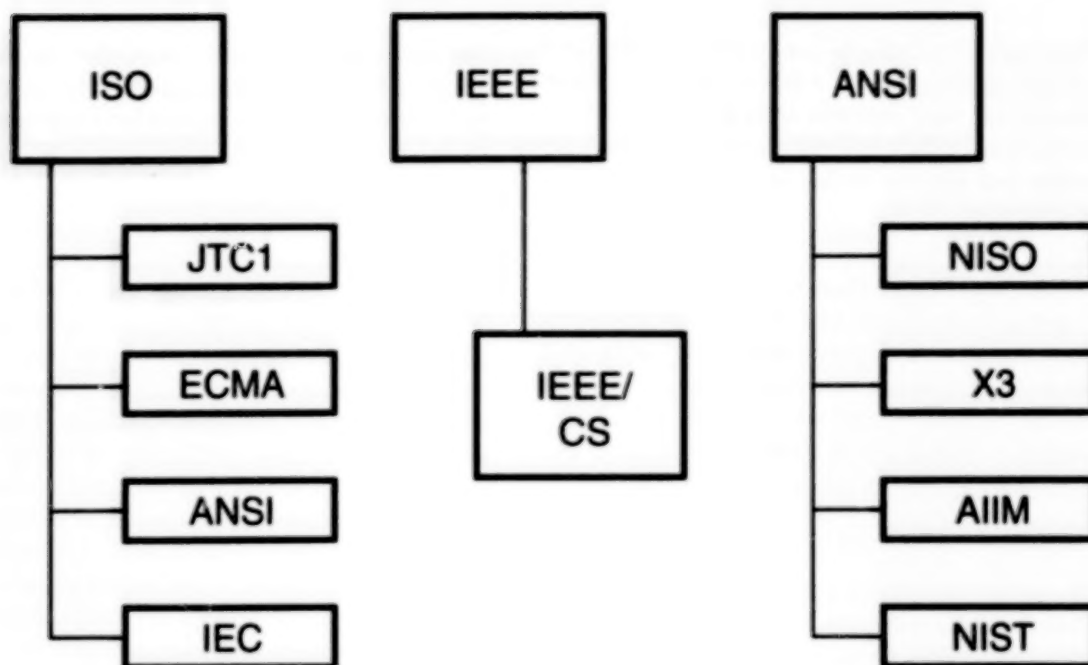 ISO
JTC1
ECMA
ANSI
IEC
IEEE
IEEE/
CS
ANSI
NISO
X3
AIIM
NIST